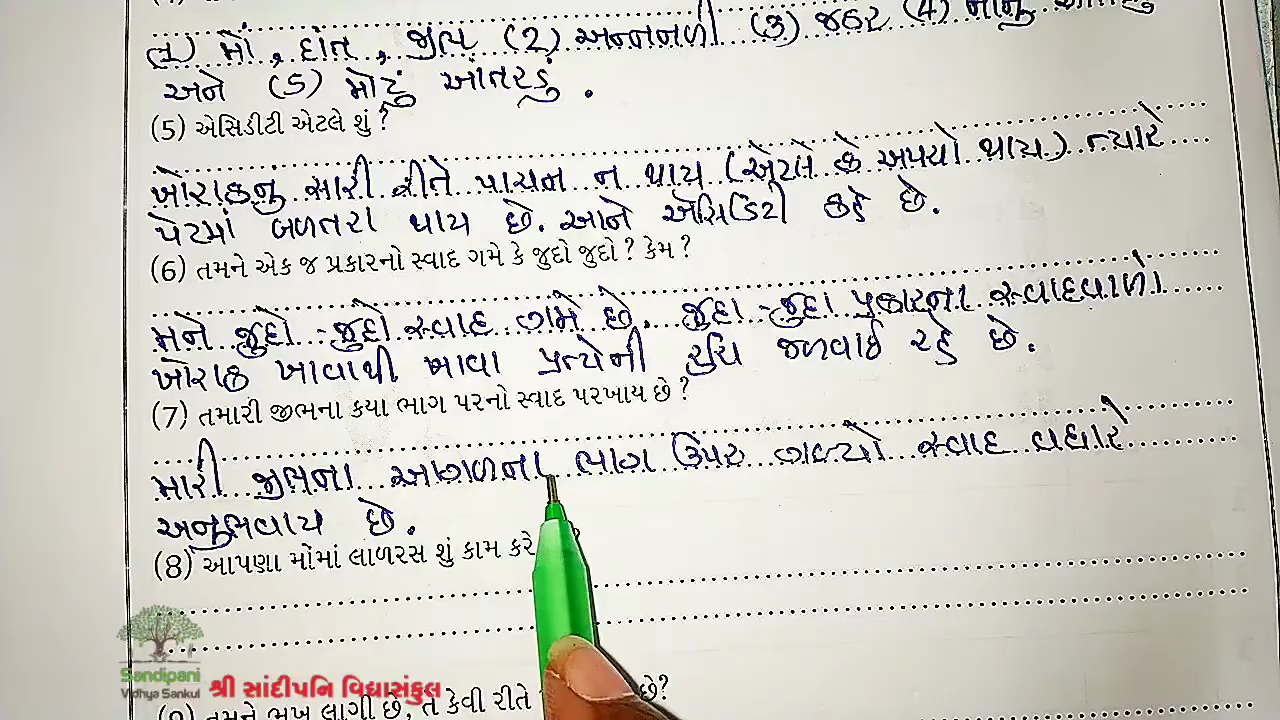 (1) મોં, દાંત, જીભ (2) અન્નનળી (3) જઠર (4) નાનું
અને (5) મોટું આંતરડું.
(5) એસિડીટી એટલે શું ?
ખોરાકનું સારી રીતે પાચન ન થાય (એટલે કે અપચો થાય) ત્યારે
પેટમાં બળતરા થાય છે. આને એસિડિટી કહે છે.
(6) તમને એક જ પ્રકારનો સ્વાદ ગમે કે જુદો જુદો ? કેમ ?
મને જુદો-જુદો સ્વાદ ગમે છે. જુદા-જુદા પ્રકારના સ્વાદવાળો
ખોરાક ખાવાથી ખાવા પ્રત્યેની રુચિ જળવાઈ રહે છે.
(7) તમારી જીભના કયા ભાગ પરનો સ્વાદ પરખાય છે ?
મારી જીભના આગળના ભાગ ઉપર ગળ્યો સ્વાદ વધારે
અનુભવાય છે.
(8) આપણા મોમાં લાળરસ શું કામ કરે
(9) તમને ભૂખ લાગી છે, તે કેવી રીતે છે?
Sandipani
Vidhya Sankul
શ્રી સાંદીપનિ વિદ્યાસંકુલ